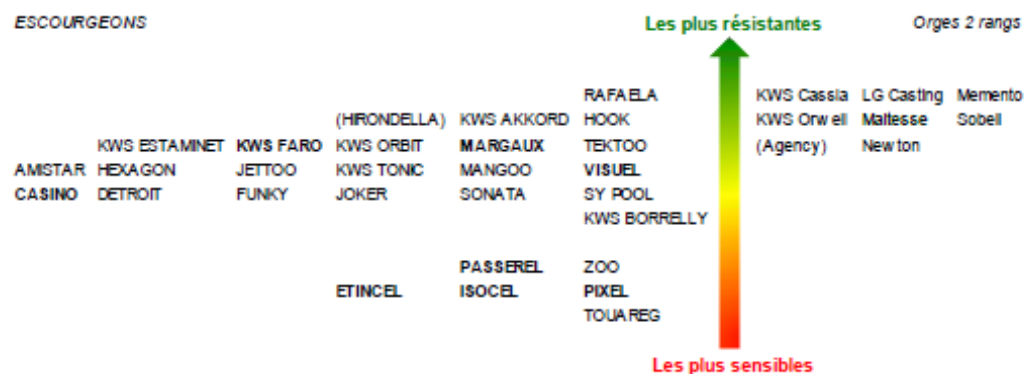 ESCOURGEONS Les plus résistantes Orges 2 rangs
RAFAELA KWS Cassia LG Casting Memento
(HIRONDELLA) KWS AKKORD HOOK KWS Orwell Maltesse Sobell
KWS ESTAMINET KWS FARO KWS ORBIT MARGAUX TEKTOO (Agency) Newton
AMISTAR HEXAGON JETTOO KWS TONIC MANGOO VISUEL
CASINO DETROIT FUNKY JOKER SONATA SY POOL
KWS BORRELLY
PASSEREL ZOO
ETINCEL ISOCEL PIXEL
TOUAREG
Les plus sensibles